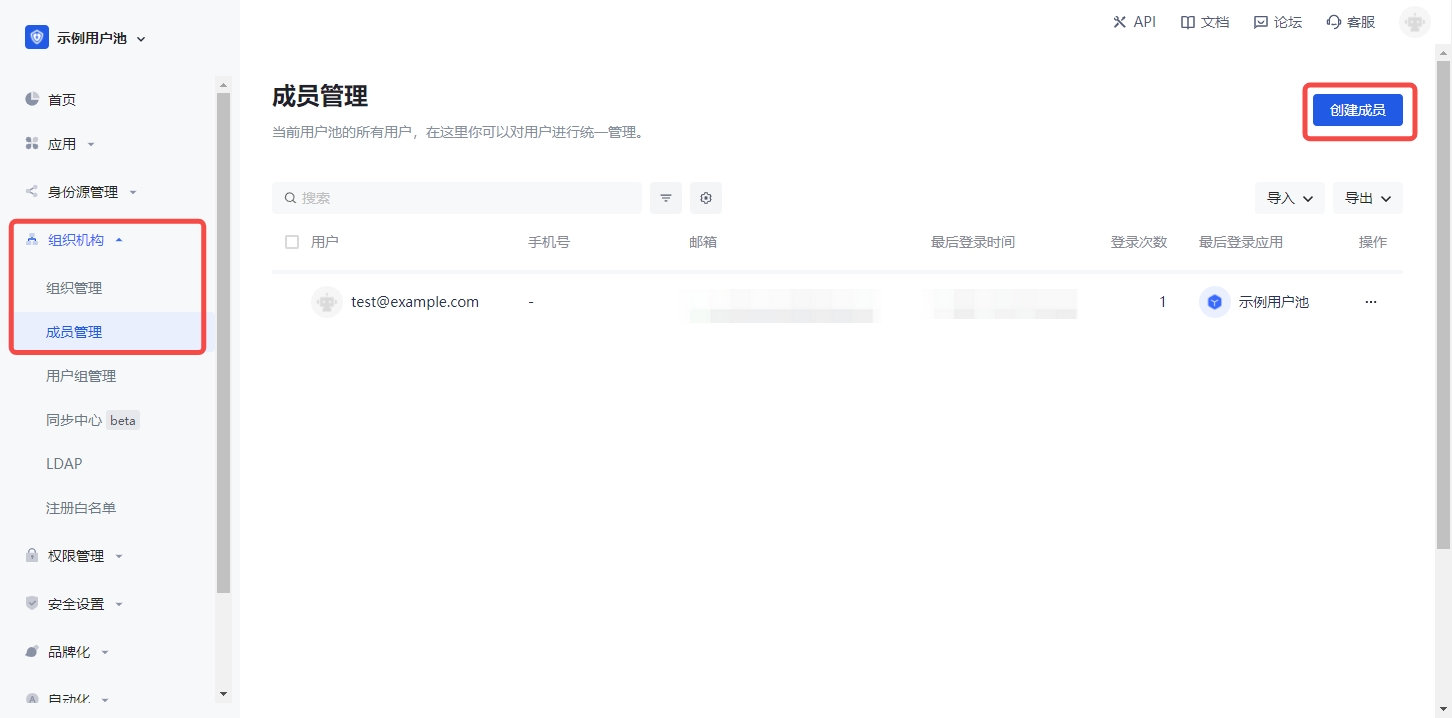 示例用户池
API 文档 论坛 客服
首页
应用
身份源管理
组织机构
组织管理
成员管理
用户组管理
同步中心 beta
LDAP
注册白名单
权限管理
安全设置
品牌化
自动化
成员管理
创建成员
当前用户池的所有用户，在这里你可以对用户进行统一管理。
搜索
导入 导出
用户 手机号 邮箱 最后登录时间 登录次数 最后登录应用 操作
test@example.com - 1 示例用户池 ···